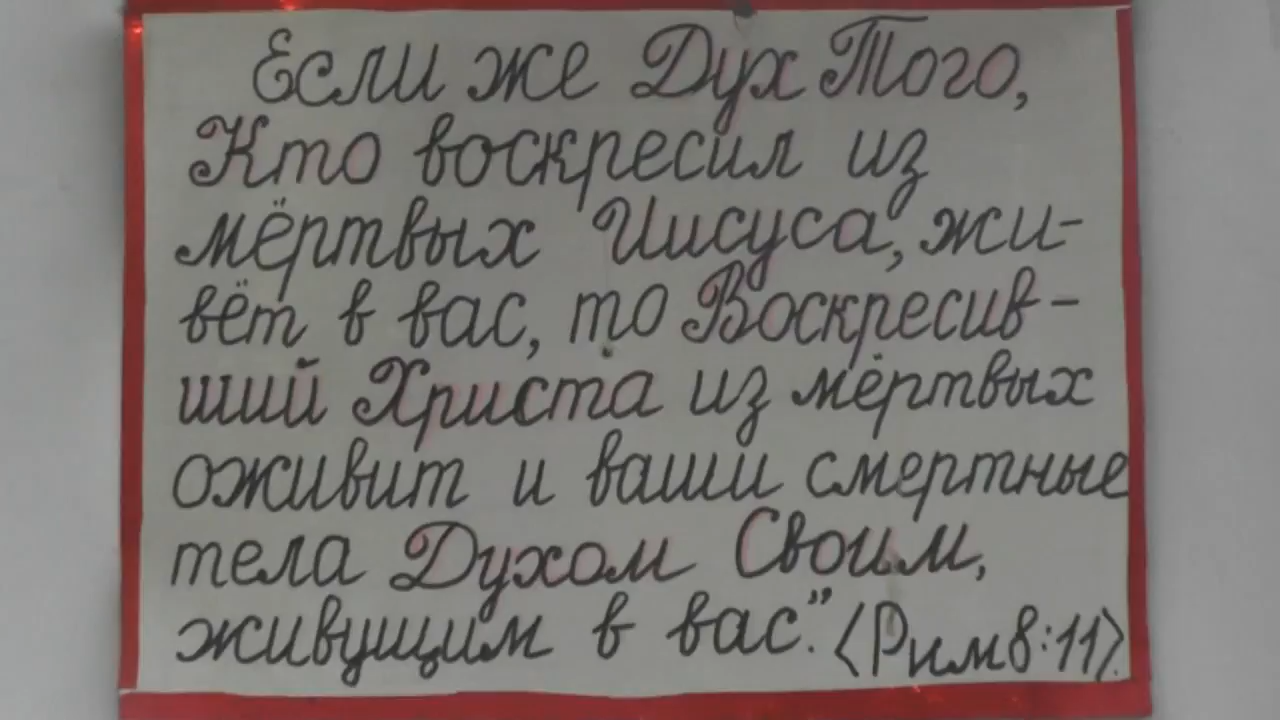 Если же Дух Того,
Кто воскресил из
мёртвых Иисуса, жи-
вёт в вас, то Воскресив-
ший Христа из мёртвых
оживит и ваши смертные
тела Духом Своим,
живущим в вас." (Рим 8:11).